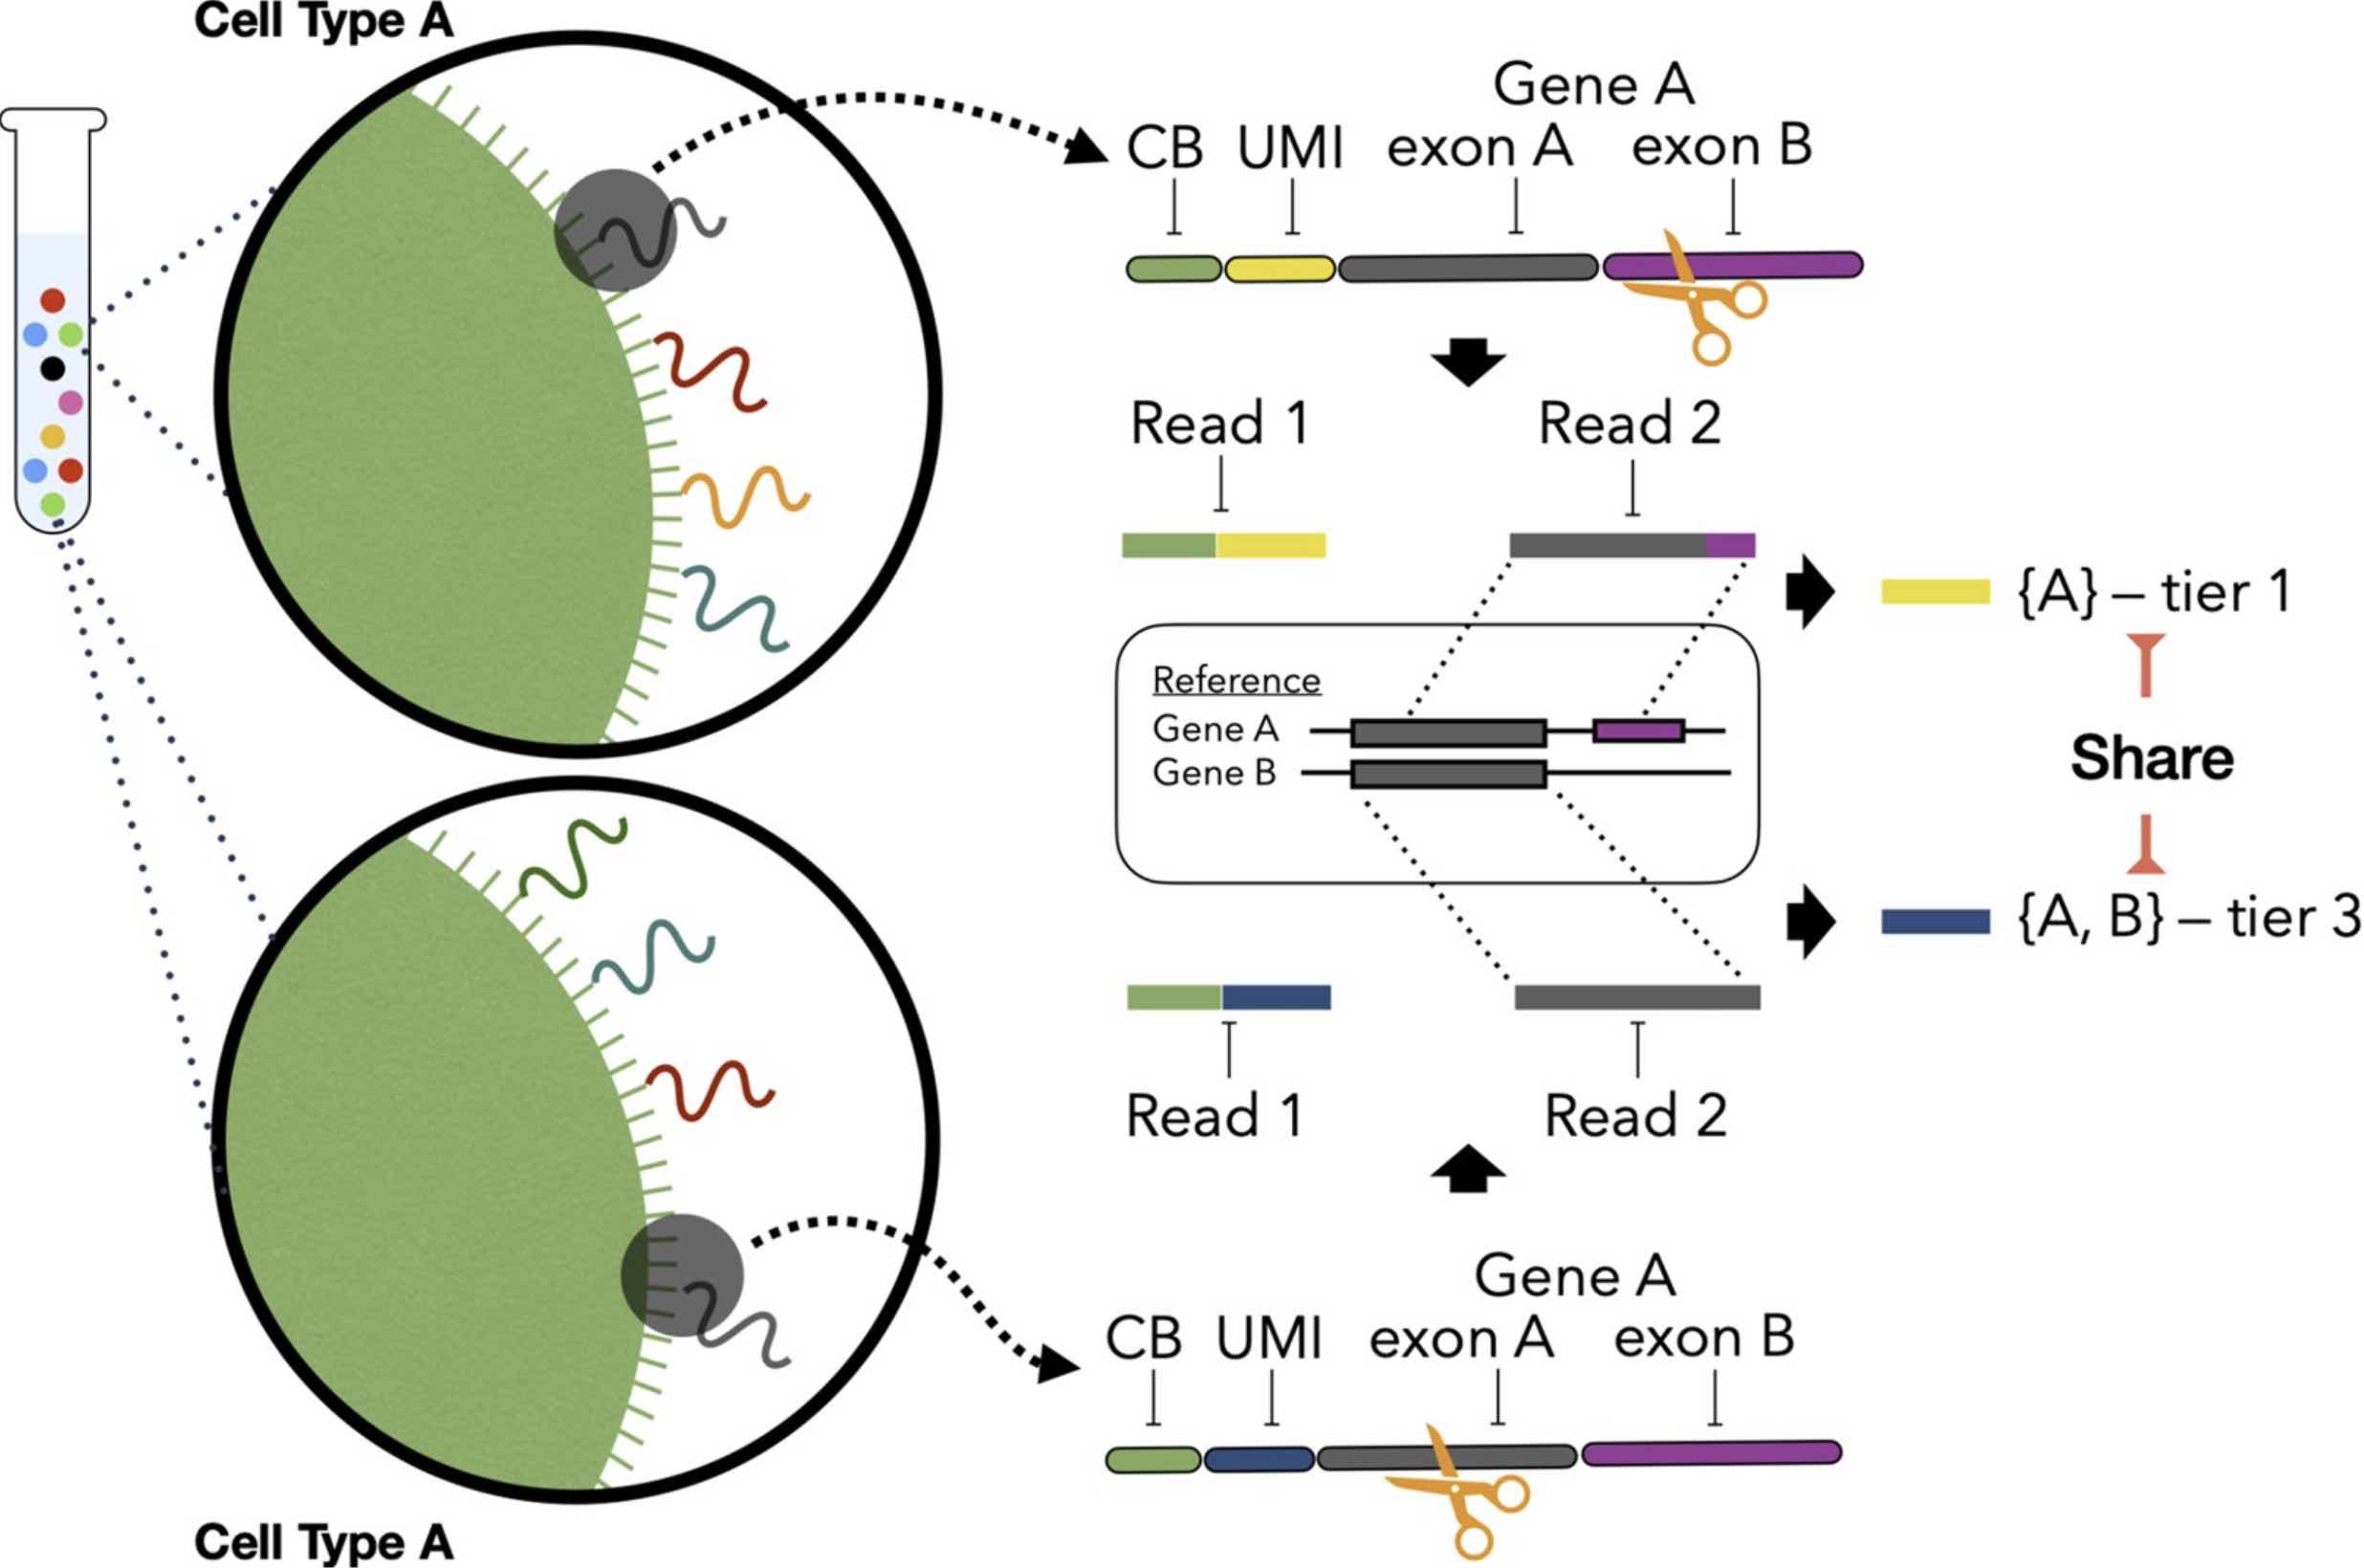 Cell Type A
Gene A
CB UMI exon A exon B
Read 1 Read 2
{A} – tier 1
Reference
Gene A
Gene B
Share
{A, B} – tier 3
Read 1 Read 2
Gene A
CB UMI exon A exon B
Cell Type A